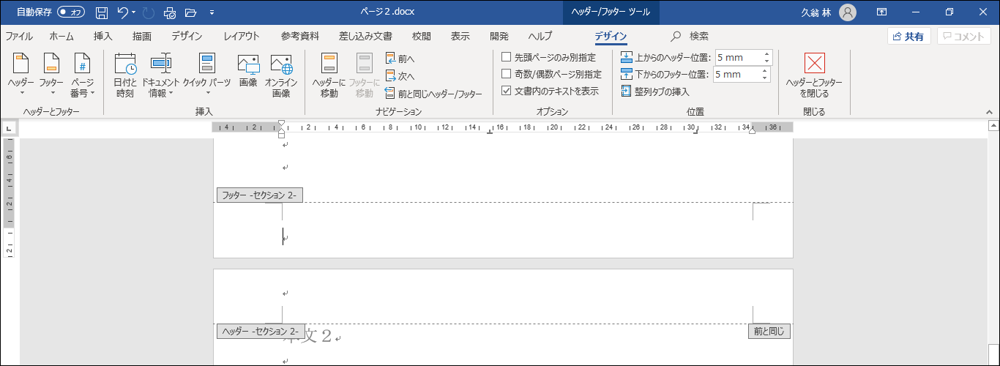 自動保存 オフ ページ２.docx ヘッダー/フッター ツール 久翁 林
ファイル ホーム 挿入 描画 デザイン レイアウト 参考資料 差し込み文書 校閲 表示 開発 ヘルプ デザイン 検索 共有 コメント
ヘッダー フッター ページ番号 日付と時刻 ドキュメント情報 クイック パーツ 画像 オンライン画像 ヘッダーに移動 フッターに移動
前へ
次へ
前と同じヘッダー/フッター
先頭ページのみ別指定
奇数/偶数ページ別指定
文書内のテキストを表示
上からのヘッダー位置: 5 mm
下からのフッター位置: 5 mm
整列タブの挿入
ヘッダーとフッターを閉じる
ヘッダーとフッター 挿入 ナビゲーション オプション 位置 閉じる
4 2 2 4 6 8 10 12 14 16 18 20 22 24 26 28 30 32 34 36
6
4
2
2
フッター -セクション 2-
ヘッダー -セクション 2- 前と同じ
本文２